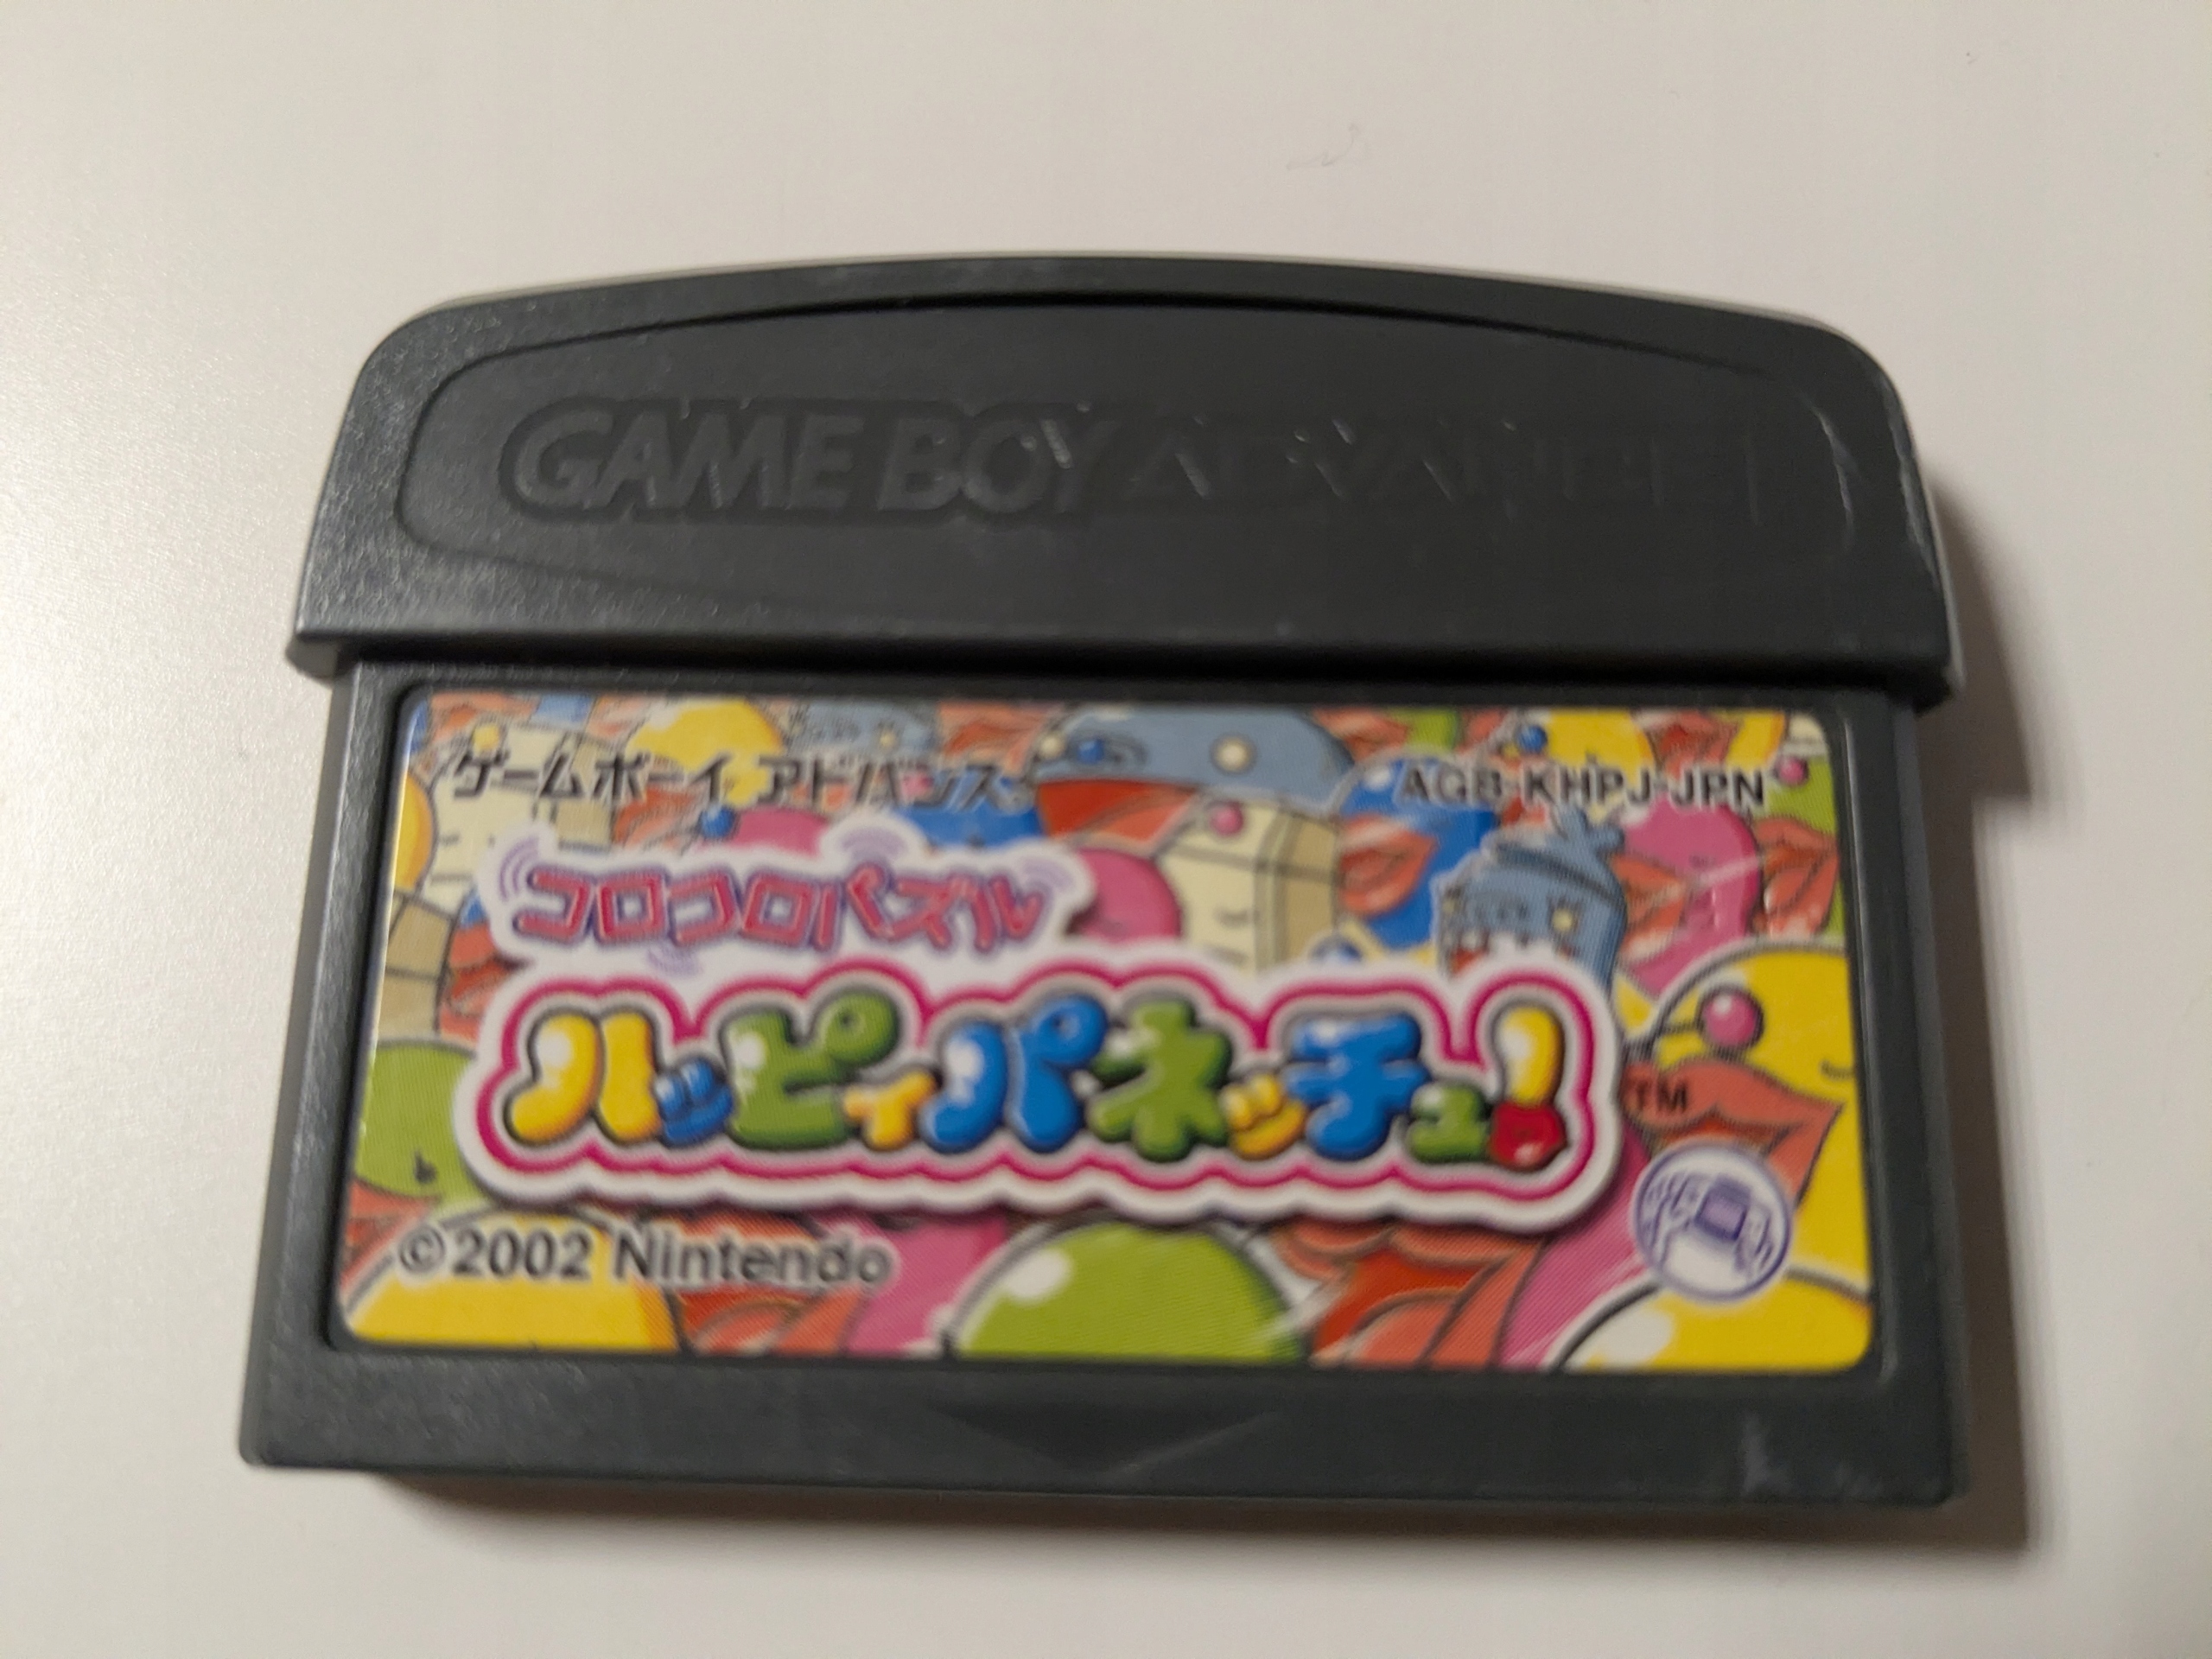 GAME BOY ADVANCE
ゲームボーイ アドバンス
AGB-KHPJ-JPN
コロコロパズル
ハッピィパネッチュ!
TM
©2002 Nintendo